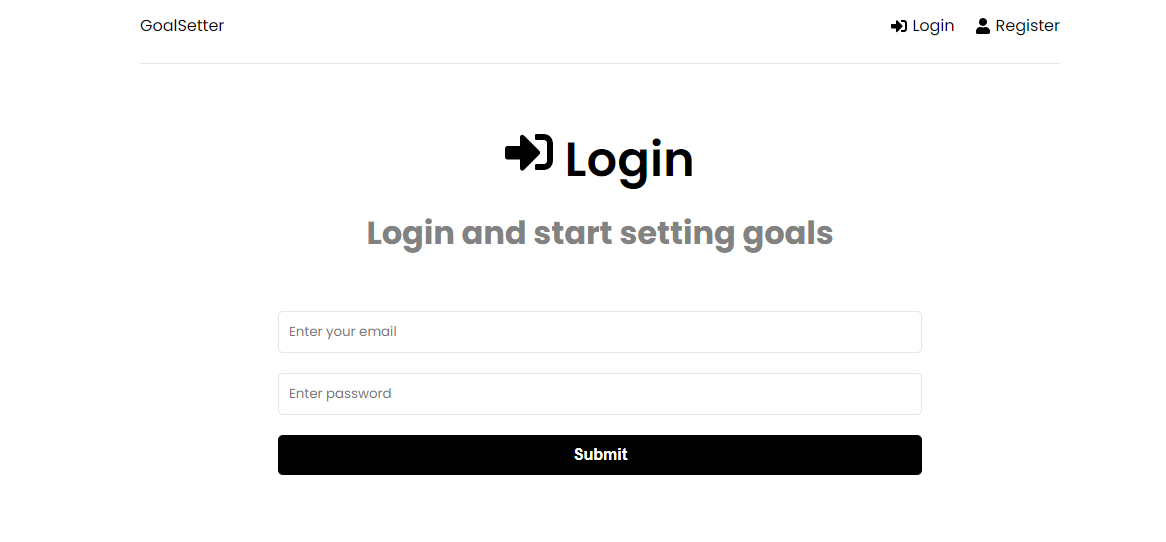 GoalSetter Login Register
Login
Login and start setting goals
Enter your email
Enter password
Submit